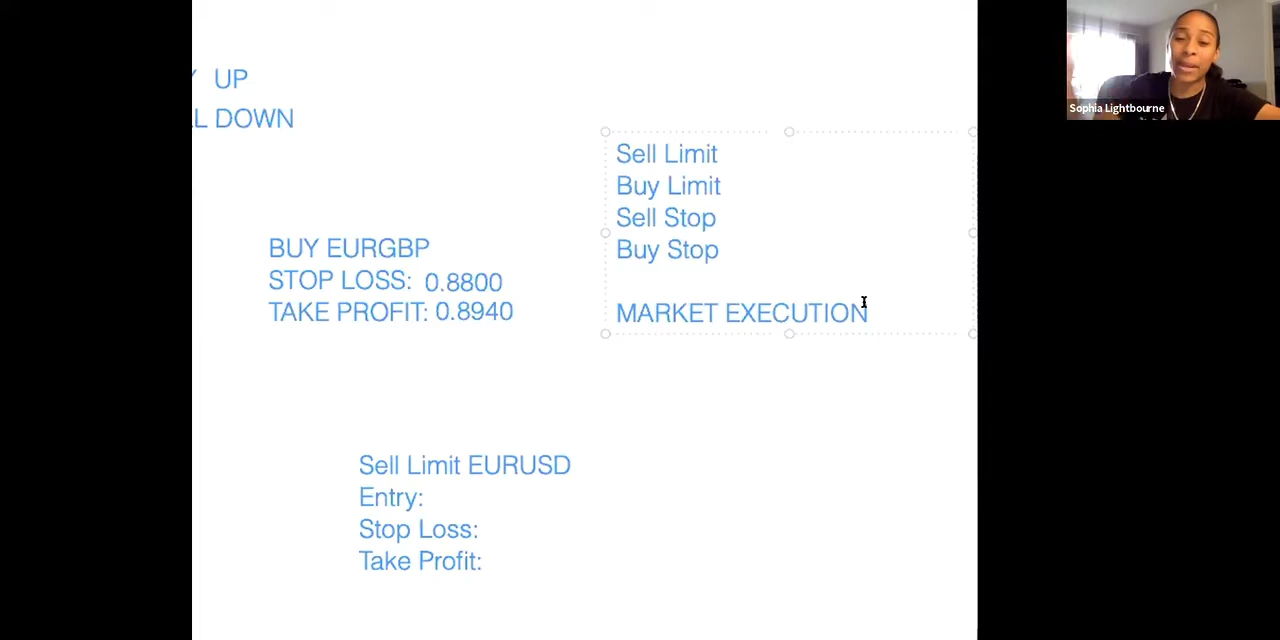 UP
DOWN
Sophia Lightbourne
Sell Limit
Buy Limit
Sell Stop
Buy Stop
MARKET EXECUTION
BUY EURGBP
STOP LOSS: 0.8800
TAKE PROFIT: 0.8940
Sell Limit EURUSD
Entry:
Stop Loss:
Take Profit: